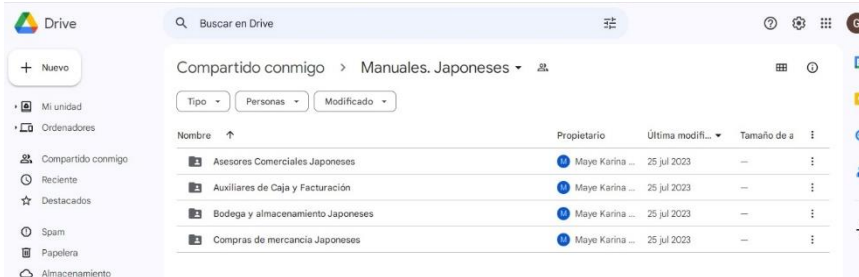 Drive
Buscar en Drive
G
Nuevo
Compartido conmigo > Manuales. Japoneses
Tipo Personas Modificado
Mi unidad
Ordenadores
Nombre ↑ Propietario Última modifi... Tamaño de a
Compartido conmigo
Asesores Comerciales Japoneses M Maye Karina ... 25 jul 2023 —
Reciente
Auxiliares de Caja y Facturación M Maye Karina ... 25 jul 2023 —
Destacados
Bodega y almacenamiento Japoneses M Maye Karina ... 25 jul 2023 —
Spam
Compras de mercancía Japoneses M Maye Karina ... 25 jul 2023 —
Papelera
Almacenamiento